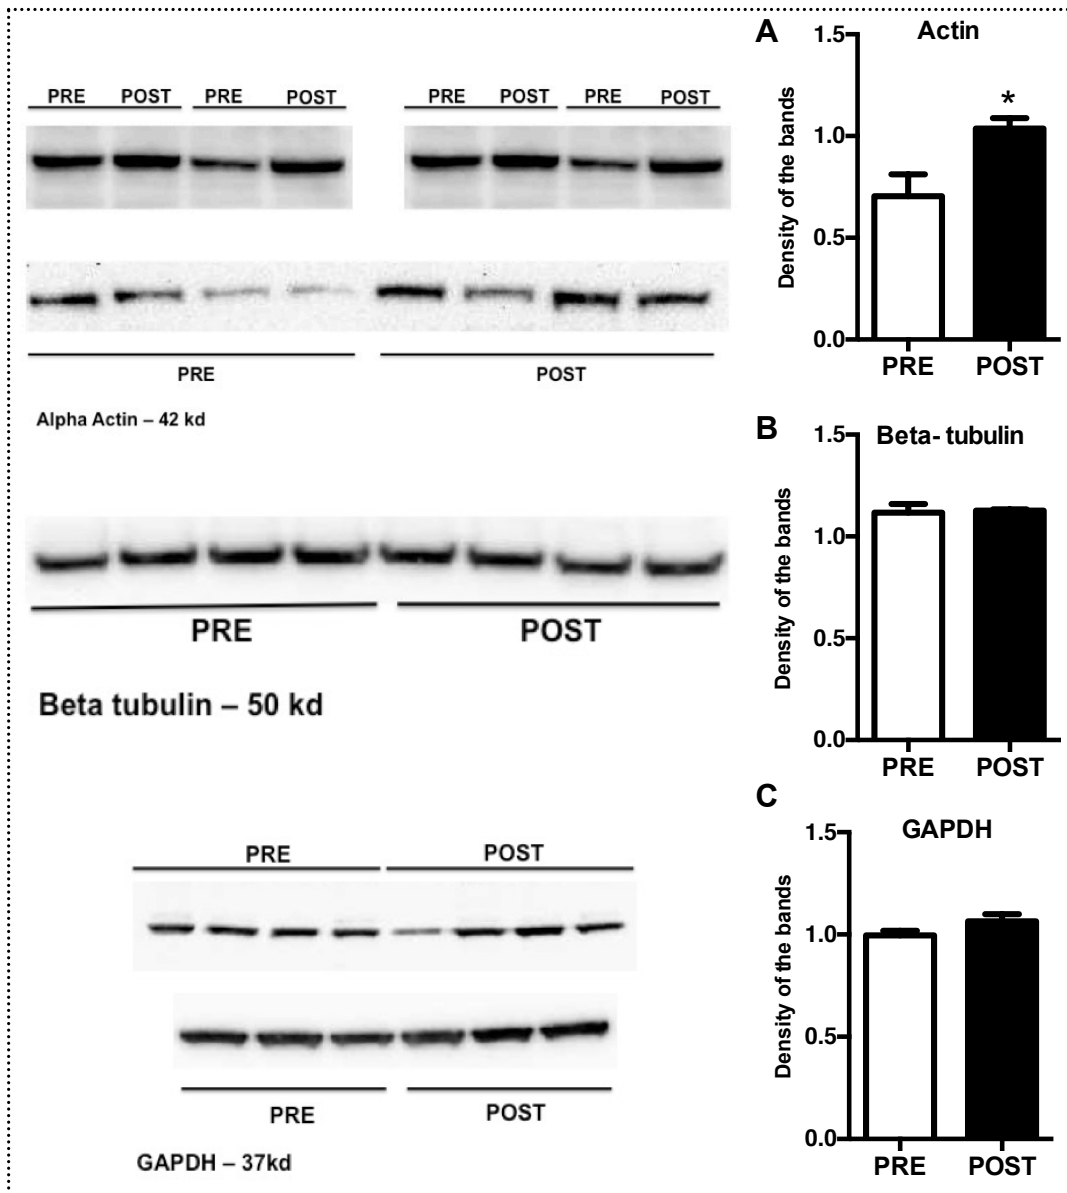 PRE POST PRE POST
PRE POST PRE POST
PRE
POST
Alpha Actin – 42 kd
PRE
POST
Beta tubulin – 50 kd
PRE
POST
PRE
POST
GAPDH – 37kd
A
Actin
Density of the bands
1.5
1.0
0.5
0.0
*
PRE POST
B
Beta- tubulin
Density of the bands
1.5
1.0
0.5
0.0
PRE POST
C
GAPDH
Density of the bands
1.5
1.0
0.5
0.0
PRE POST